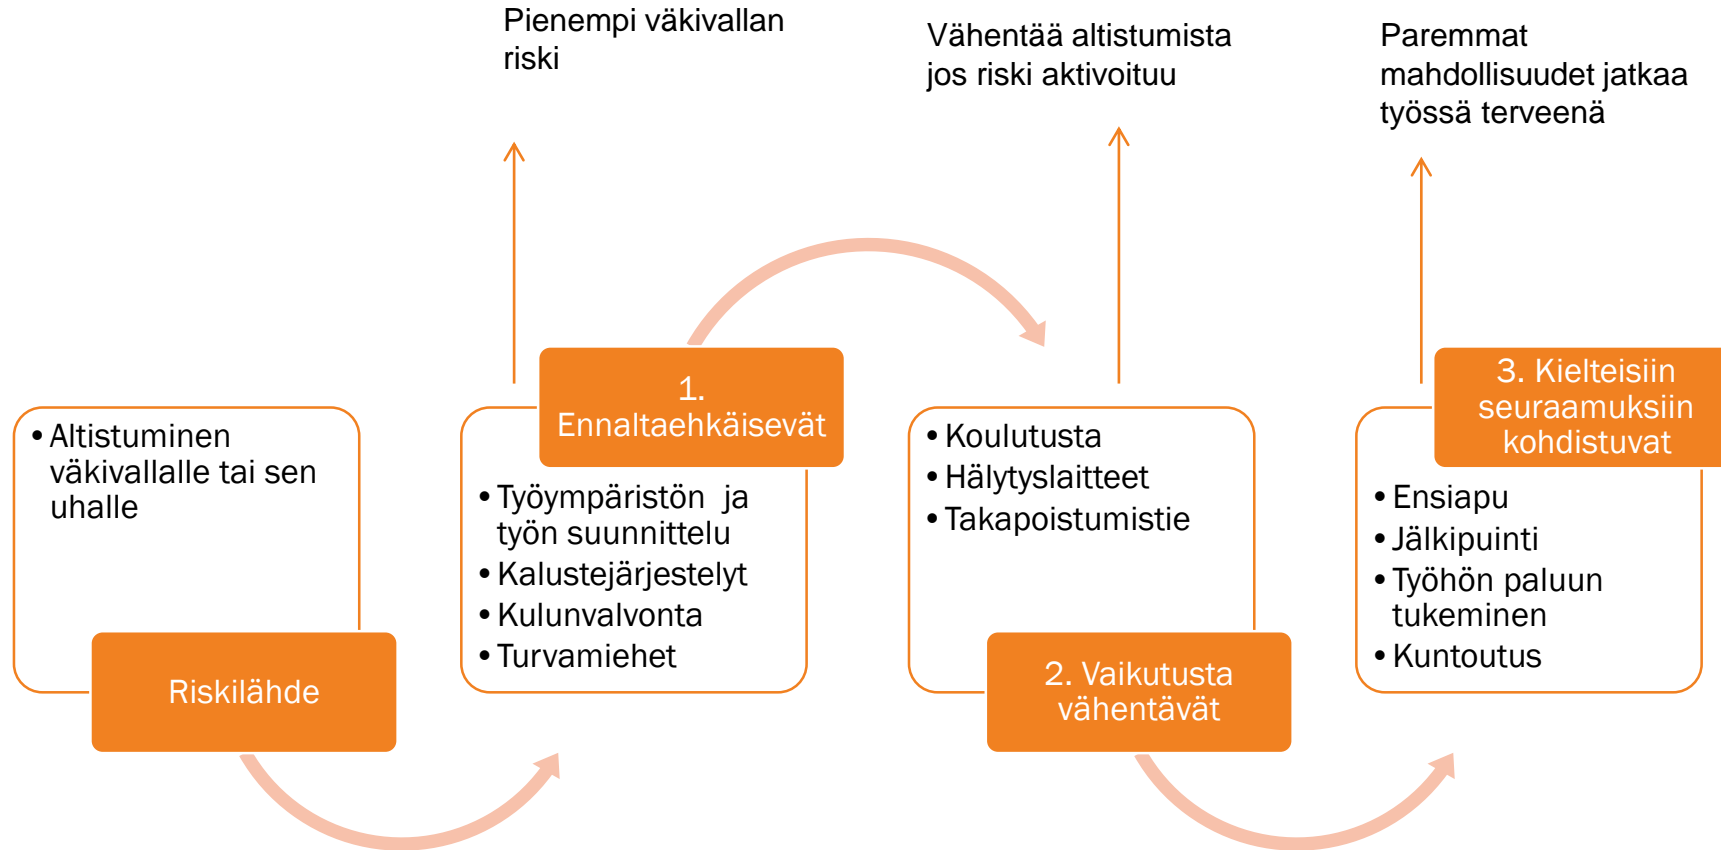 Pienempi väkivallan
riski
Vähentää altistumista
jos riski aktivoituu
Paremmat
mahdollisuudet jatkaa
työssä terveenä
• Altistuminen
väkivallalle tai sen
uhalle
Riskilähde
1.
Ennaltaehkäisevät
• Työympäristön ja
työn suunnittelu
• Kalustejärjestelyt
• Kulunvalvonta
• Turvamiehet
• Koulutusta
• Hälytyslaitteet
• Takapoistumistie
2. Vaikutusta
vähentävät
3. Kielteisiin
seuraamuksiin
kohdistuvat
• Ensiapu
• Jälkipuinti
• Työhön paluun
tukeminen
• Kuntoutus